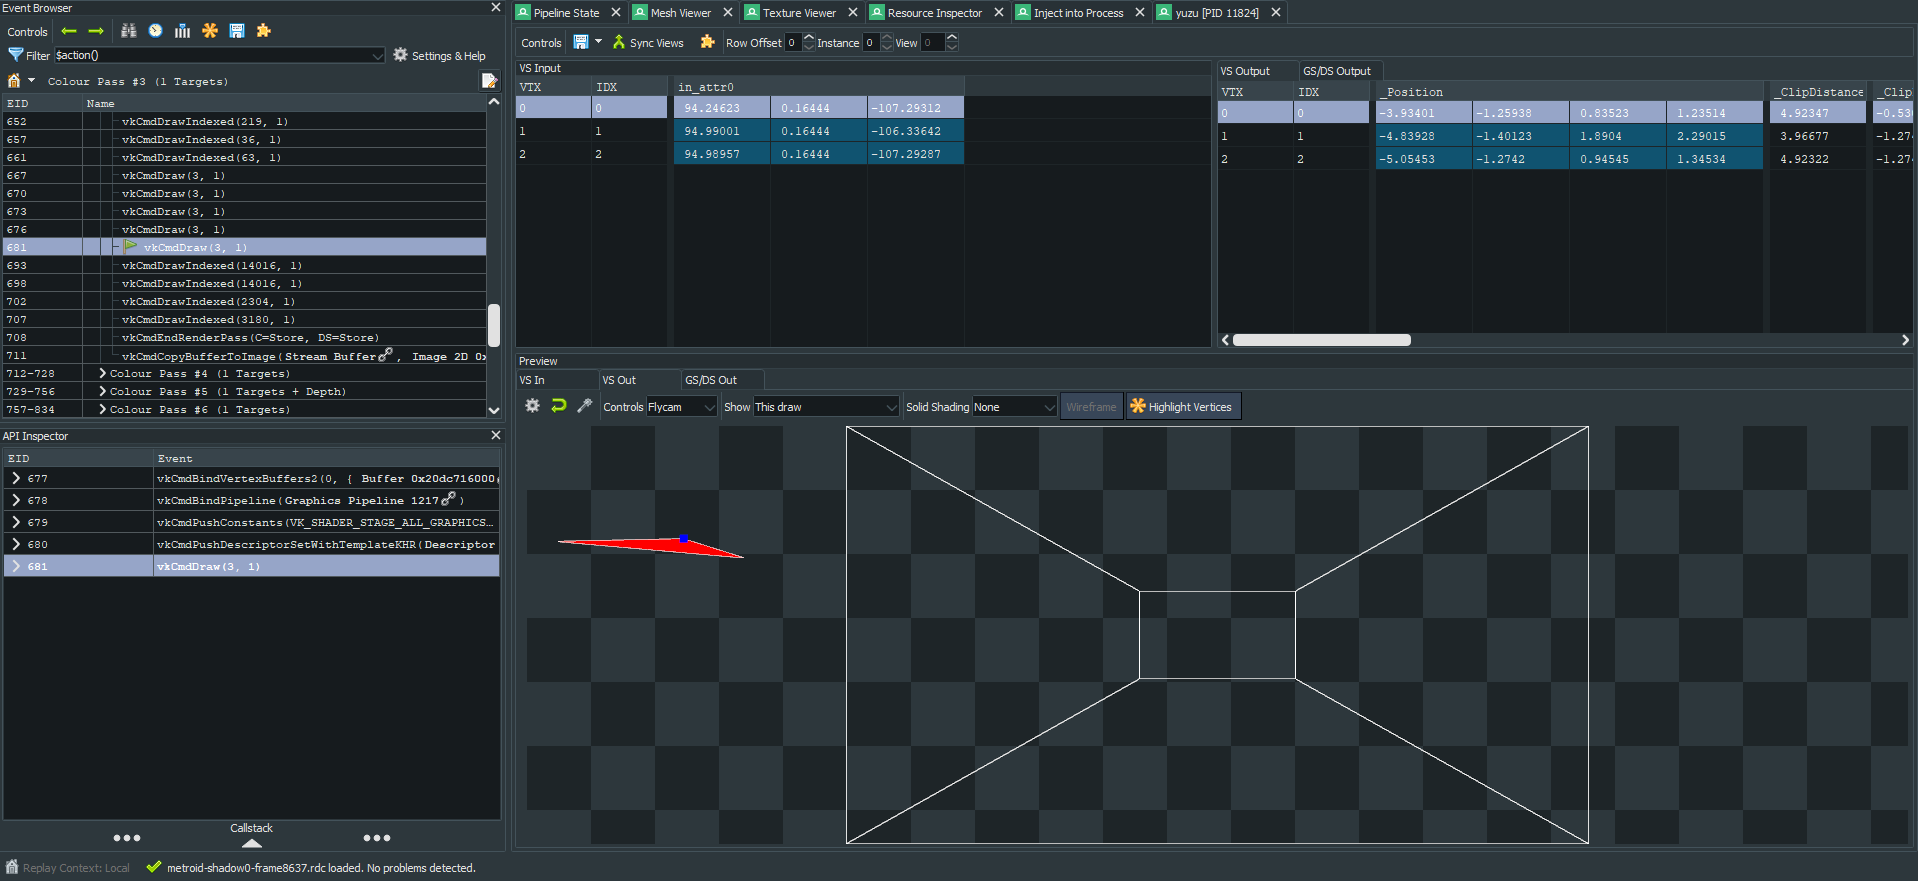 Event Browser
Controls
Filter $action() Settings & Help
Colour Pass #3 (1 Targets)
EID Name
652 vkCmdDrawIndexed(219, 1)
657 vkCmdDrawIndexed(36, 1)
661 vkCmdDrawIndexed(63, 1)
667 vkCmdDraw(3, 1)
670 vkCmdDraw(3, 1)
673 vkCmdDraw(3, 1)
676 vkCmdDraw(3, 1)
681 vkCmdDraw(3, 1)
693 vkCmdDrawIndexed(14016, 1)
698 vkCmdDrawIndexed(14016, 1)
702 vkCmdDrawIndexed(2304, 1)
707 vkCmdDrawIndexed(3180, 1)
708 vkCmdEndRenderPass(C=Store, DS=Store)
711 vkCmdCopyBufferToImage(Stream Buffer, Image 2D 0x
712-728 Colour Pass #4 (1 Targets)
729-756 Colour Pass #5 (1 Targets + Depth)
757-834 Colour Pass #6 (1 Targets)
API Inspector
EID Event
677 vkCmdBindVertexBuffers2(0, { Buffer 0x20dc716000
678 vkCmdBindPipeline(Graphics Pipeline 1217)
679 vkCmdPushConstants(VK_SHADER_STAGE_ALL_GRAPHICS...
680 vkCmdPushDescriptorSetWithTemplateKHR(Descriptor
681 vkCmdDraw(3, 1)
Callstack
Replay Context: Local metroid-shadow0-frame8637.rdc loaded. No problems detected.
Pipeline State Mesh Viewer Texture Viewer Resource Inspector Inject into Process yuzu [PID 11824]
Controls Sync Views Row Offset 0 Instance 0 View 0
VS Input
VTX IDX in_attr0
0 0 94.24623 0.16444 -107.29312
1 1 94.99001 0.16444 -106.33642
2 2 94.98957 0.16444 -107.29287
VS Output GS/DS Output
VTX IDX _Position _ClipDistance _Clip
0 0 -3.93401 -1.25938 0.83523 1.23514 4.92347 -0.530
1 1 -4.83928 -1.40123 1.8904 2.29015 3.96677 -1.274
2 2 -5.05453 -1.2742 0.94545 1.34534 4.92322 -1.274
Preview
VS In VS Out GS/DS Out
Controls Flycam Show This draw Solid Shading None Wireframe Highlight Vertices